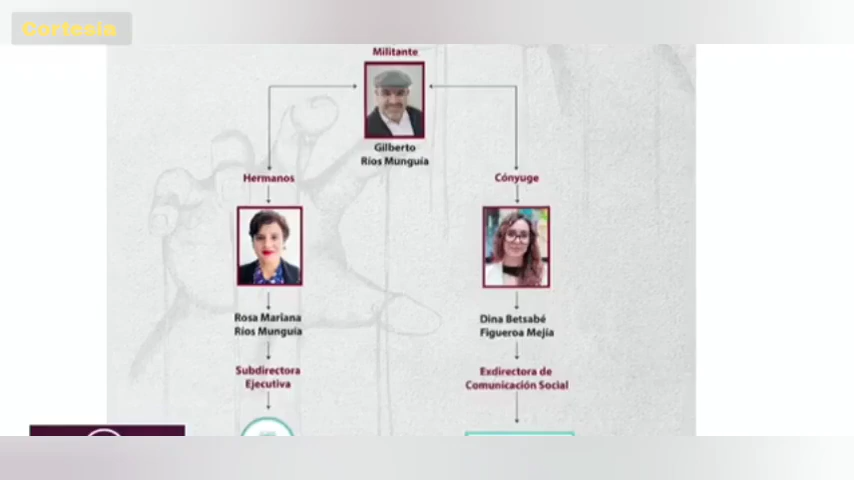 Cortesía
Militante
Gilberto
Ríos Munguía
Hermanos
Cónyuge
Rosa Mariana
Ríos Munguía
Dina Betsabé
Figueroa Mejía
Subdirectora
Ejecutiva
Exdirectora de
Comunicación Social